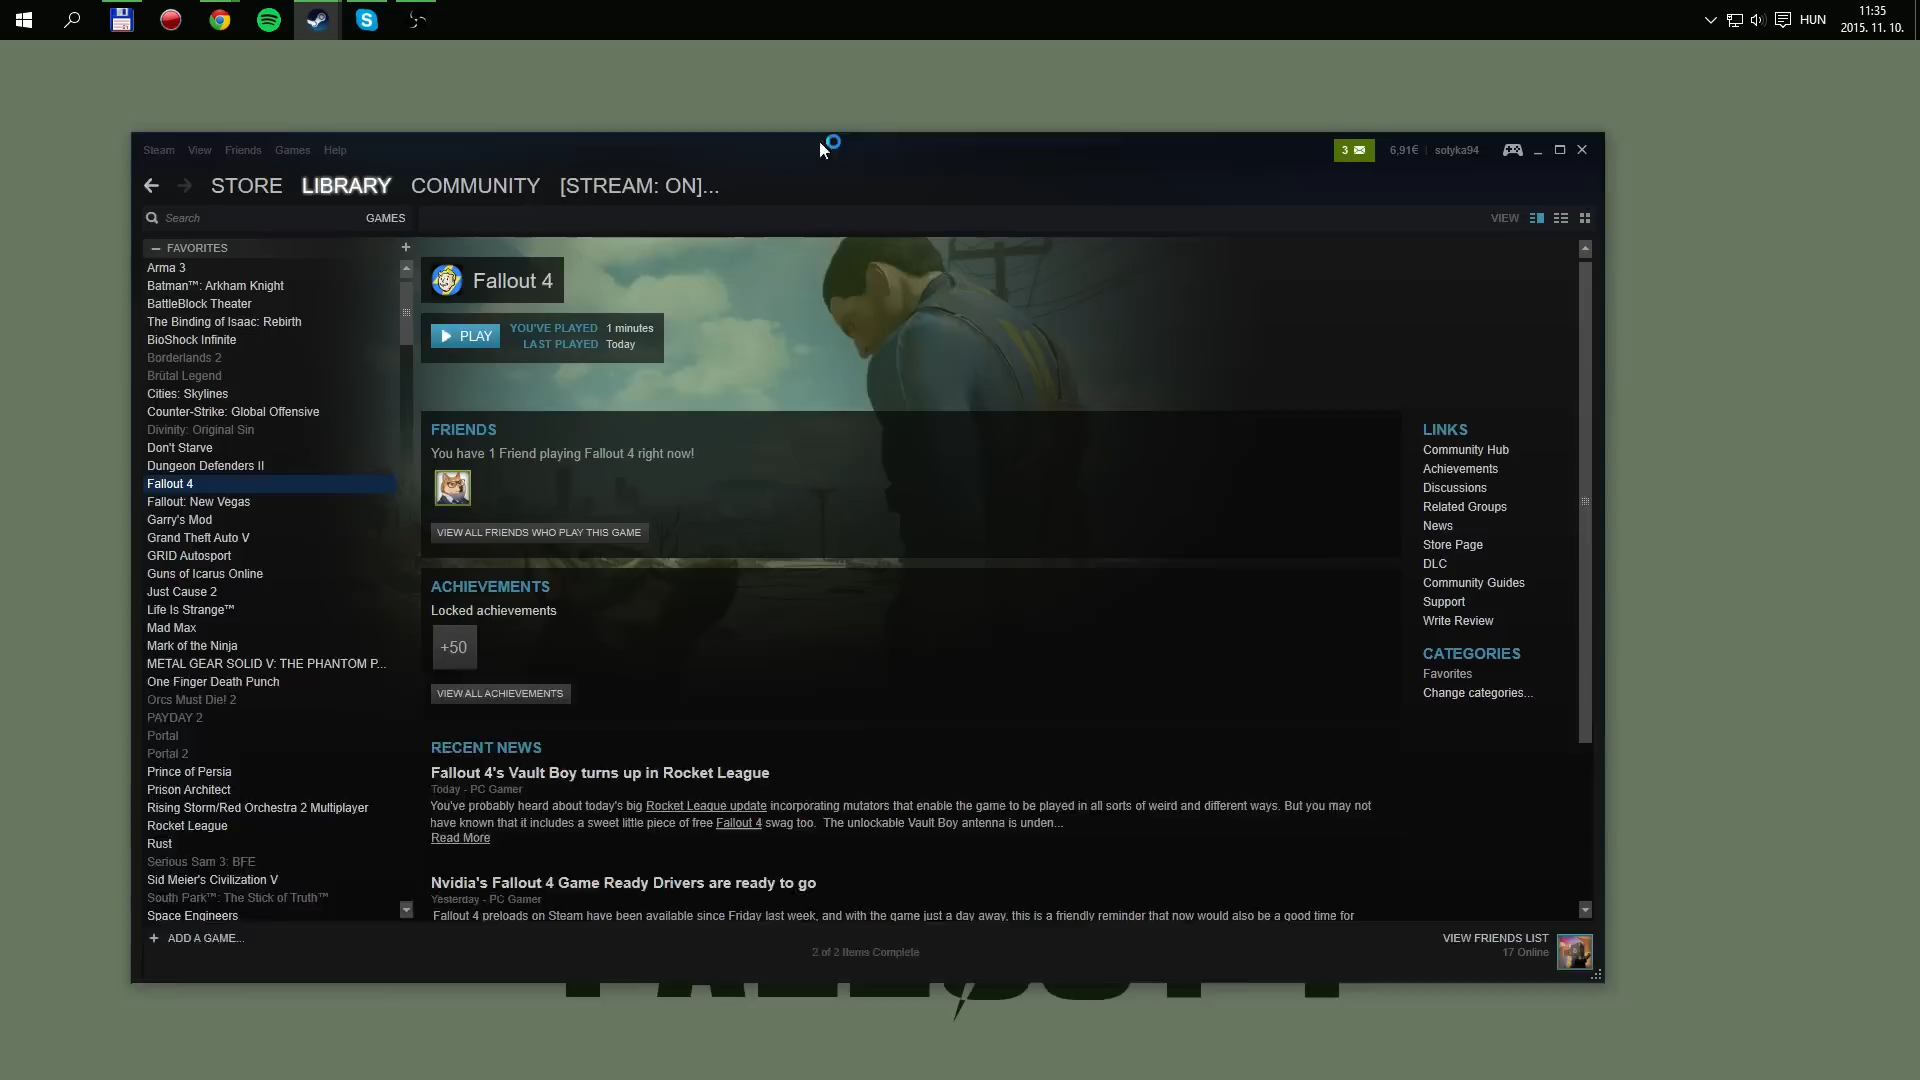 11:35
HUN
2015. 11. 10.
Steam View Friends Games Help
3
6,91€ | sotyka94
STORE LIBRARY COMMUNITY [STREAM: ON]...
Search
GAMES
VIEW
— FAVORITES +
Arma 3
Batman™: Arkham Knight
BattleBlock Theater
The Binding of Isaac: Rebirth
BioShock Infinite
Borderlands 2
Brütal Legend
Cities: Skylines
Counter-Strike: Global Offensive
Divinity: Original Sin
Don't Starve
Dungeon Defenders II
Fallout 4
Fallout: New Vegas
Garry's Mod
Grand Theft Auto V
GRID Autosport
Guns of Icarus Online
Just Cause 2
Life Is Strange™
Mad Max
Mark of the Ninja
METAL GEAR SOLID V: THE PHANTOM P...
One Finger Death Punch
Orcs Must Die! 2
PAYDAY 2
Portal
Portal 2
Prince of Persia
Prison Architect
Rising Storm/Red Orchestra 2 Multiplayer
Rocket League
Rust
Serious Sam 3: BFE
Sid Meier's Civilization V
South Park™: The Stick of Truth™
Space Engineers
+ ADD A GAME...
Fallout 4
PLAY
YOU'VE PLAYED 1 minutes
LAST PLAYED Today
FRIENDS
You have 1 Friend playing Fallout 4 right now!
VIEW ALL FRIENDS WHO PLAY THIS GAME
ACHIEVEMENTS
Locked achievements
+50
VIEW ALL ACHIEVEMENTS
RECENT NEWS
Fallout 4's Vault Boy turns up in Rocket League
Today - PC Gamer
You've probably heard about today's big Rocket League update incorporating mutators that enable the game to be played in all sorts of weird and different ways. But you may not
have known that it includes a sweet little piece of free Fallout 4 swag too. The unlockable Vault Boy antenna is unden...
Read More
Nvidia's Fallout 4 Game Ready Drivers are ready to go
Yesterday - PC Gamer
Fallout 4 preloads on Steam have been available since Friday last week, and with the game just a day away, this is a friendly reminder that now would also be a good time for
LINKS
Community Hub
Achievements
Discussions
Related Groups
News
Store Page
DLC
Community Guides
Support
Write Review
CATEGORIES
Favorites
Change categories...
2 of 2 Items Complete
VIEW FRIENDS LIST
17 Online